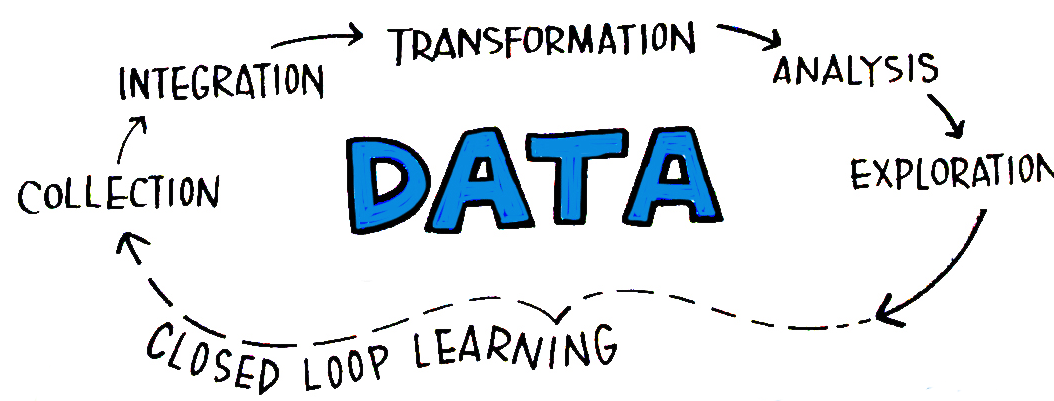 TRANSFORMATION
INTEGRATION
ANALYSIS
DATA
COLLECTION
EXPLORATION
CLOSED LOOP LEARNING